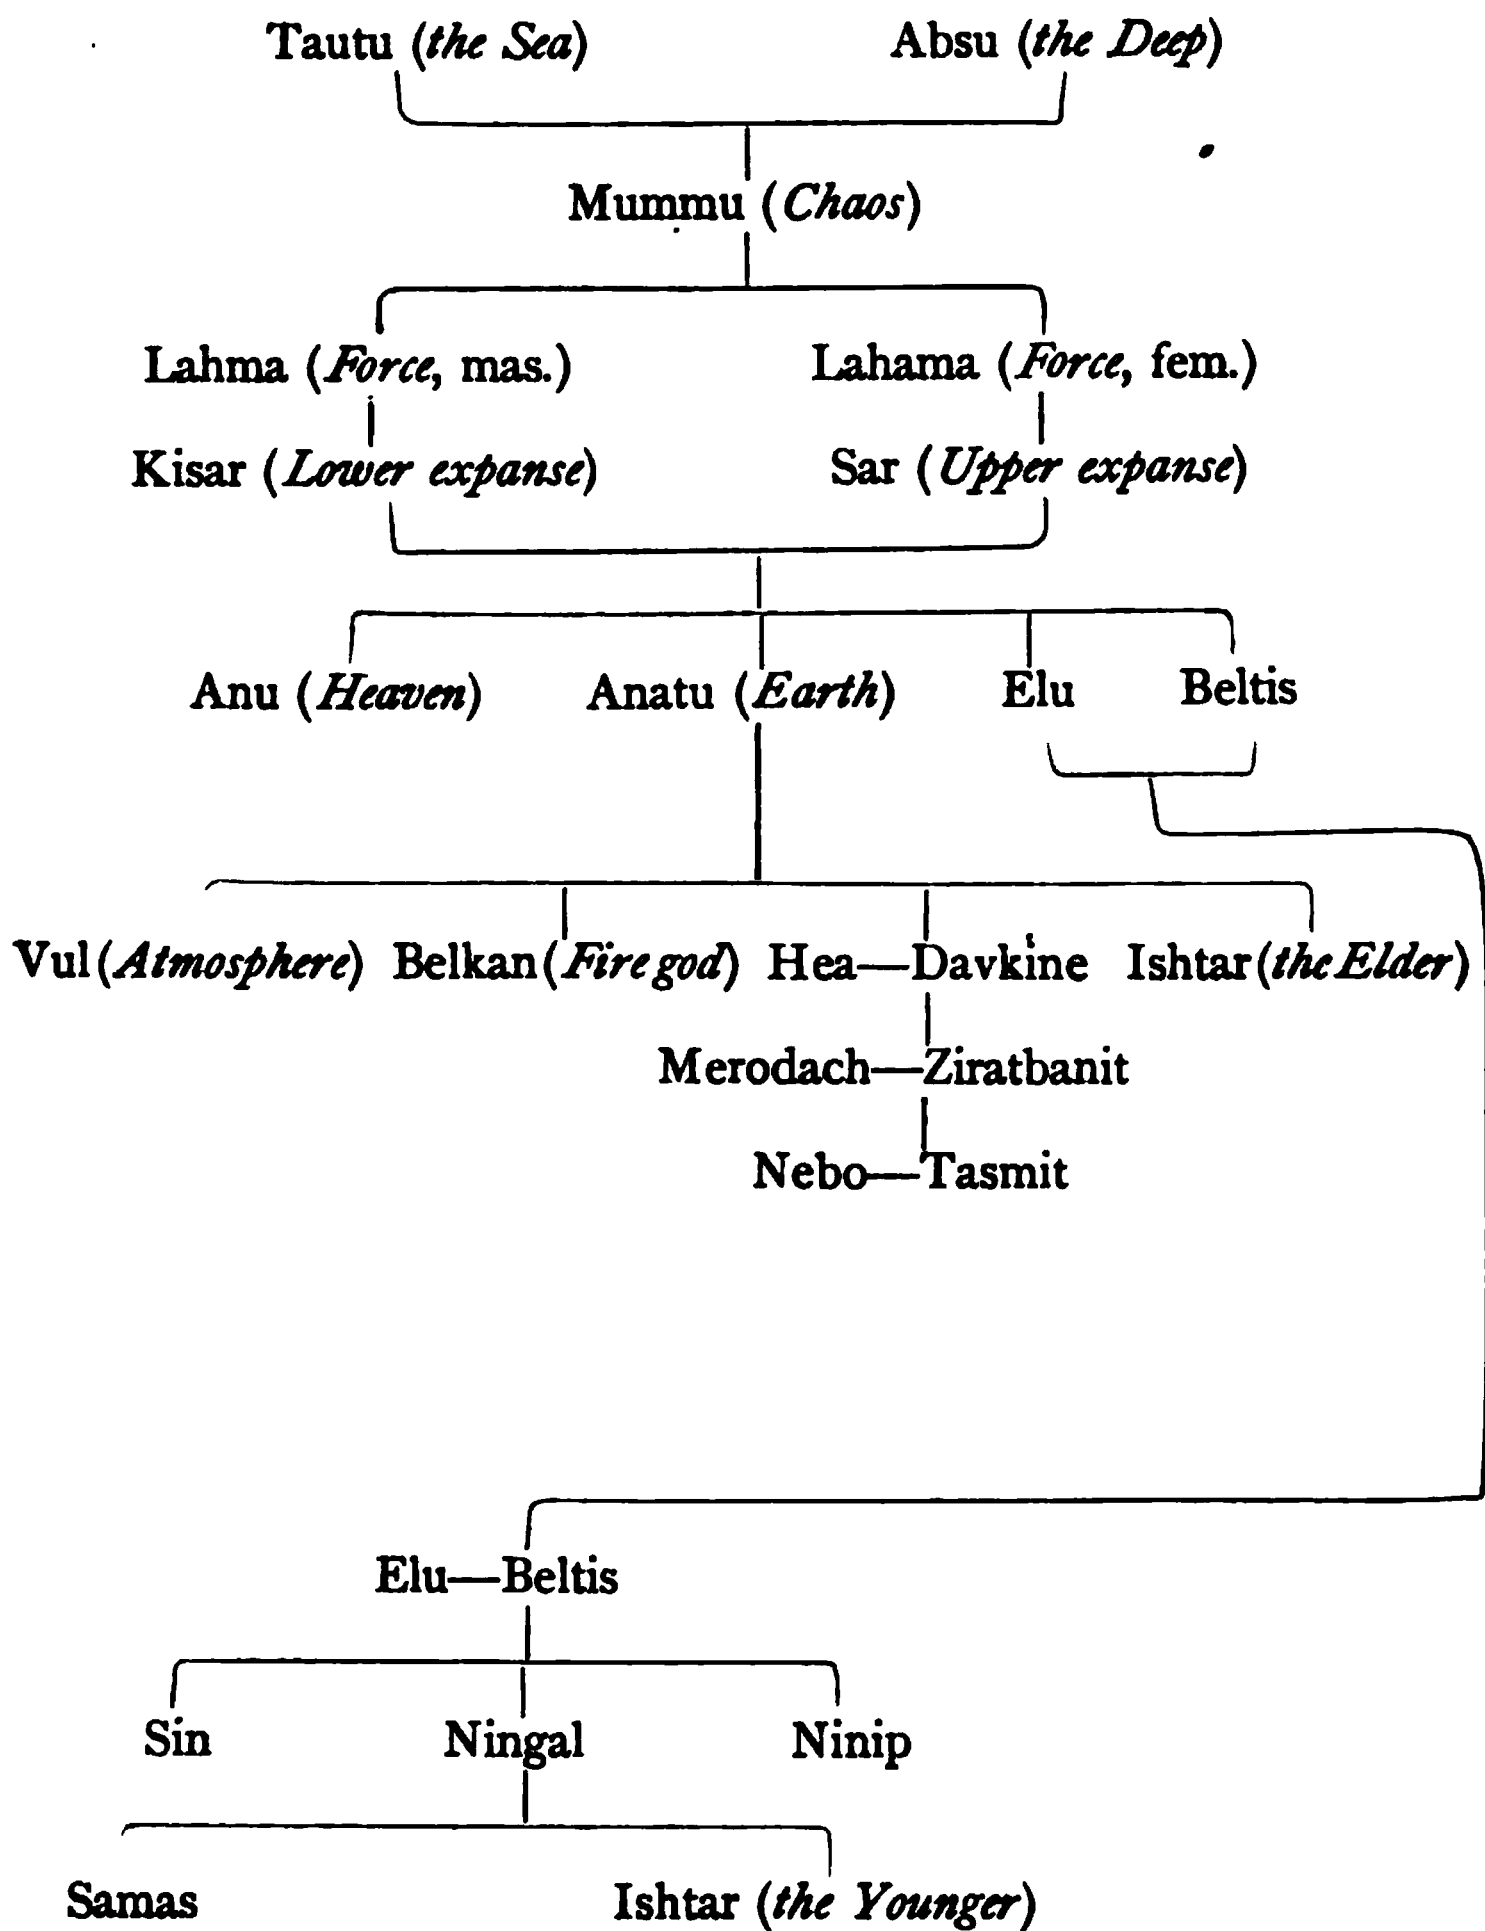 Tautu (the Sea) Absu (the Deep)
Mummu (Chaos)
Lahma (Force, mas.) Lahama (Force, fem.)
Kisar (Lower expanse) Sar (Upper expanse)
Anu (Heaven) Anatu (Earth) Elu Beltis
Vul (Atmosphere) Belkan (Fire god) Hea—Davkine Ishtar (the Elder)
Merodach—Ziratbanit
Nebo—Tasmit
Elu—Beltis
Sin Ningal Ninip
Samas Ishtar (the Younger)